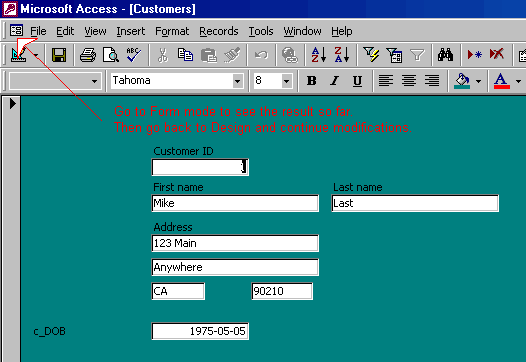 Microsoft Access - [Customers]
File Edit View Insert Format Records Tools Window Help
Tahoma 8 B I U
Go to Form mode to see the result so far
Then go back to Design and continue modifications
Customer ID
First name Last name
Mike Last
Address
123 Main
Anywhere
CA 90210
c_DOB 1975-05-05